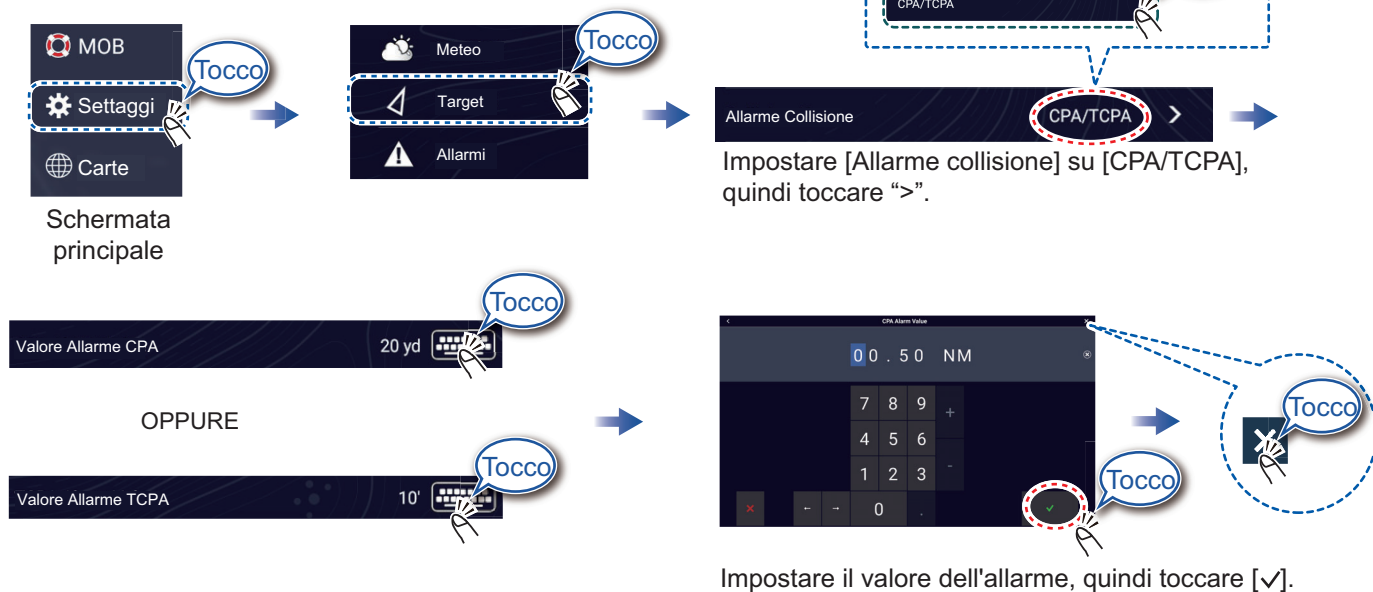 CPA/TCPA
MOB
Tocco
Settaggi
Carte
Schermata
principale
Meteo
Tocco
Target
Allarmi
Allarme Collisione
CPA/TCPA >
Impostare [Allarme collisione] su [CPA/TCPA],
quindi toccare “>”.
Tocco
Valore Allarme CPA
20 yd
OPPURE
Tocco
Valore Allarme TCPA
10'
CPA Alarm Value
00.50 NM
7 8 9 +
4 5 6
1 2 3 -
← → 0 .
Tocco
Tocco
Impostare il valore dell'allarme, quindi toccare [✓].